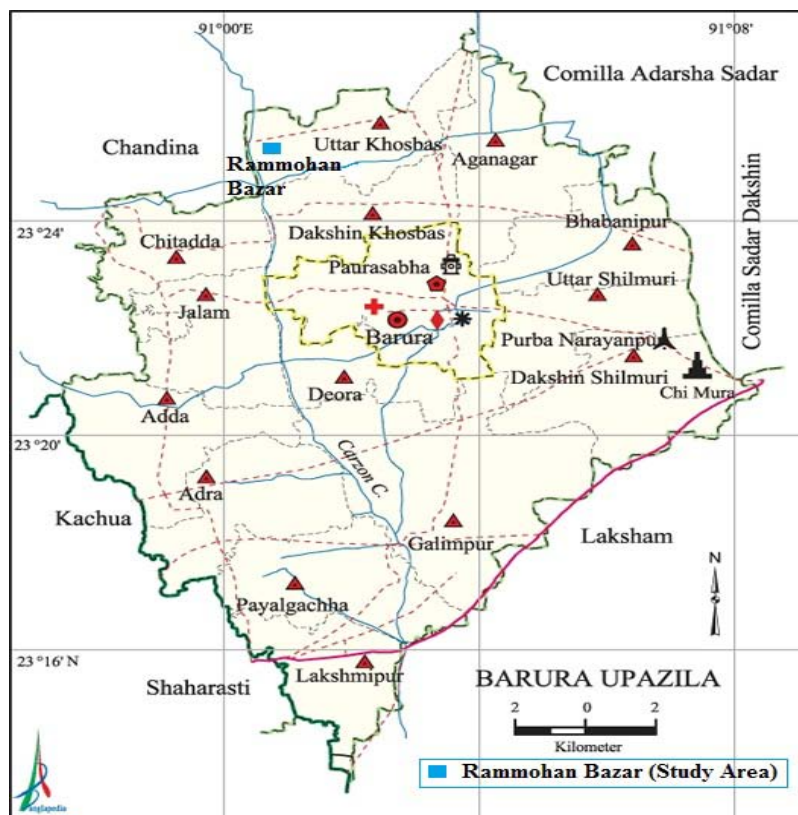 91°00'E
91°08'
Comilla Adarsha Sadar
Chandina
Uttar Khosbas
Aganagar
Rammohan
Bazar
Comilla Sadar Dakshin
23°24'
Dakshin Khosbas
Bhabanipur
Chitadda
Paurasabha
Uttar Shilmuri
Jalam
Barura
Purba Narayanpur
Dakshin Shilmuri
Chi Mura
Deora
Adda
23°20'
Carzon C.
Adra
Kachua
Galimpur
Laksham
N
Payalgachha
23°16' N
Lakshmipur
Shaharasti
BARURA UPAZILA
2 0 2
Kilometer
Rammohan Bazar (Study Area)
anglapedia